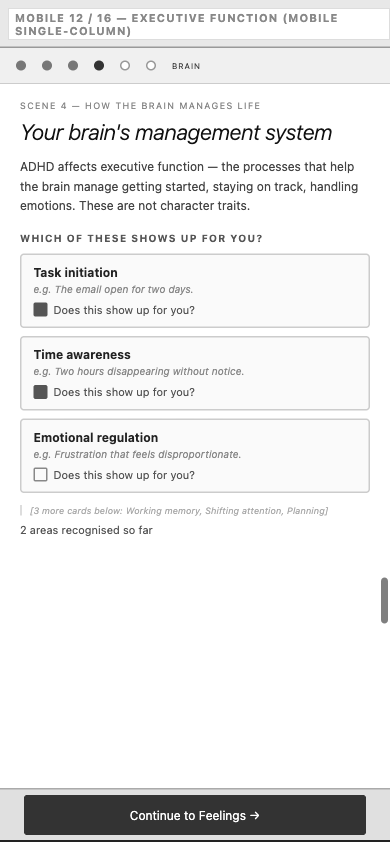 MOBILE 12 / 16 — EXECUTIVE FUNCTION (MOBILE
SINGLE-COLUMN)
BRAIN
SCENE 4 — HOW THE BRAIN MANAGES LIFE
Your brain's management system
ADHD affects executive function — the processes that help
the brain manage getting started, staying on track, handling
emotions. These are not character traits.
WHICH OF THESE SHOWS UP FOR YOU?
Task initiation
e.g. The email open for two days.
Does this show up for you?
Time awareness
e.g. Two hours disappearing without notice.
Does this show up for you?
Emotional regulation
e.g. Frustration that feels disproportionate.
Does this show up for you?
[3 more cards below: Working memory, Shifting attention, Planning]
2 areas recognised so far
Continue to Feelings →